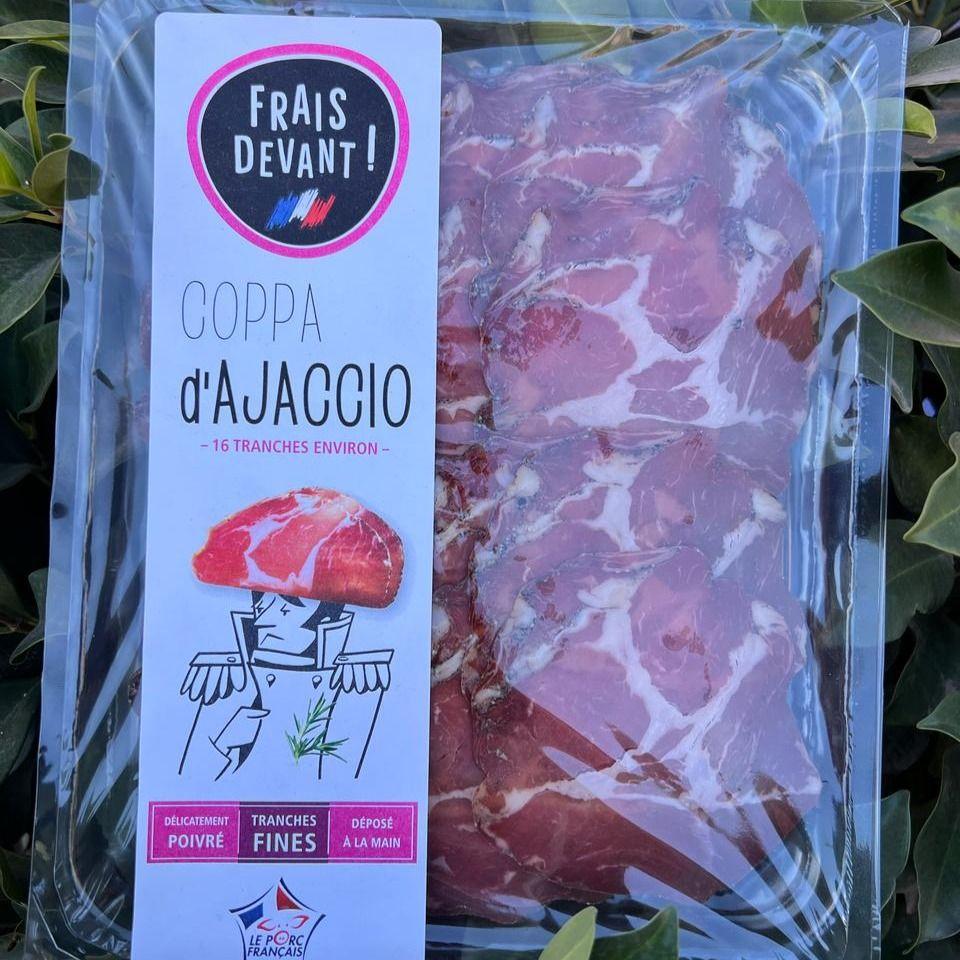 FRAIS
DEVANT !
COPPA
d'AJACCIO
– 16 TRANCHES ENVIRON –
DÉLICATEMENT
POIVRÉ
TRANCHES
FINES
DÉPOSÉ
À LA MAIN
LE PORC
FRANÇAIS